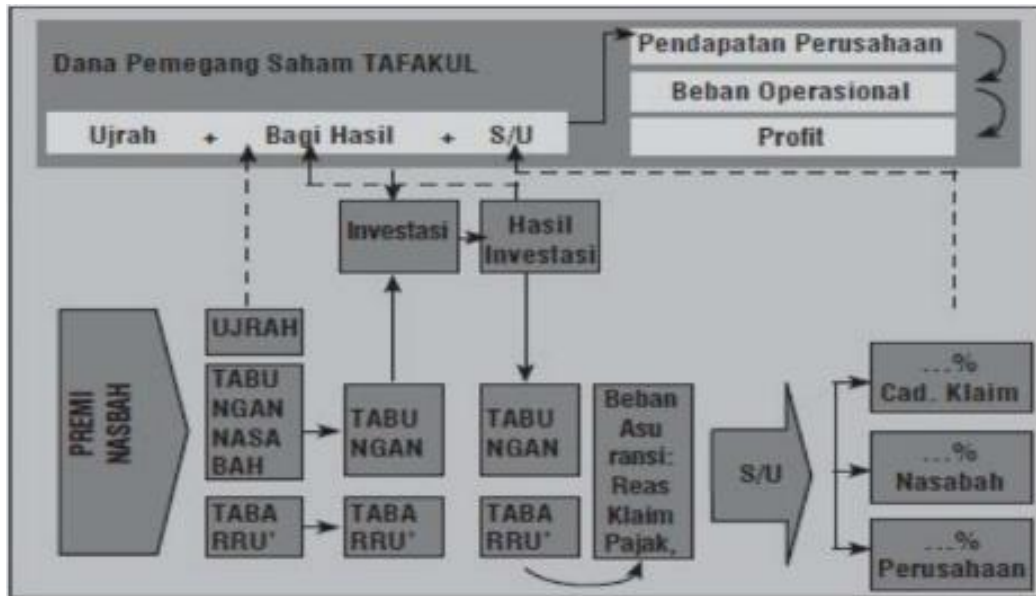 Dana Pemegang Saham TAFAKUL
Ujrah + Bagi Hasil + S/U
Pendapatan Perusahaan
Beban Operasional
Profit
Investasi
Hasil
Investasi
PREMI
NASBAH
UJRAH
TABU
NGAN
NASA
BAH
TABA
RRU'
TABU
NGAN
TABA
RRU'
TABU
NGAN
TABA
RRU'
Beban
Asu
ransi:
Reas
Klaim
Pajak,
S/U
...%
Cad. Klaim
...%
Nasabah
...%
Perusahaan